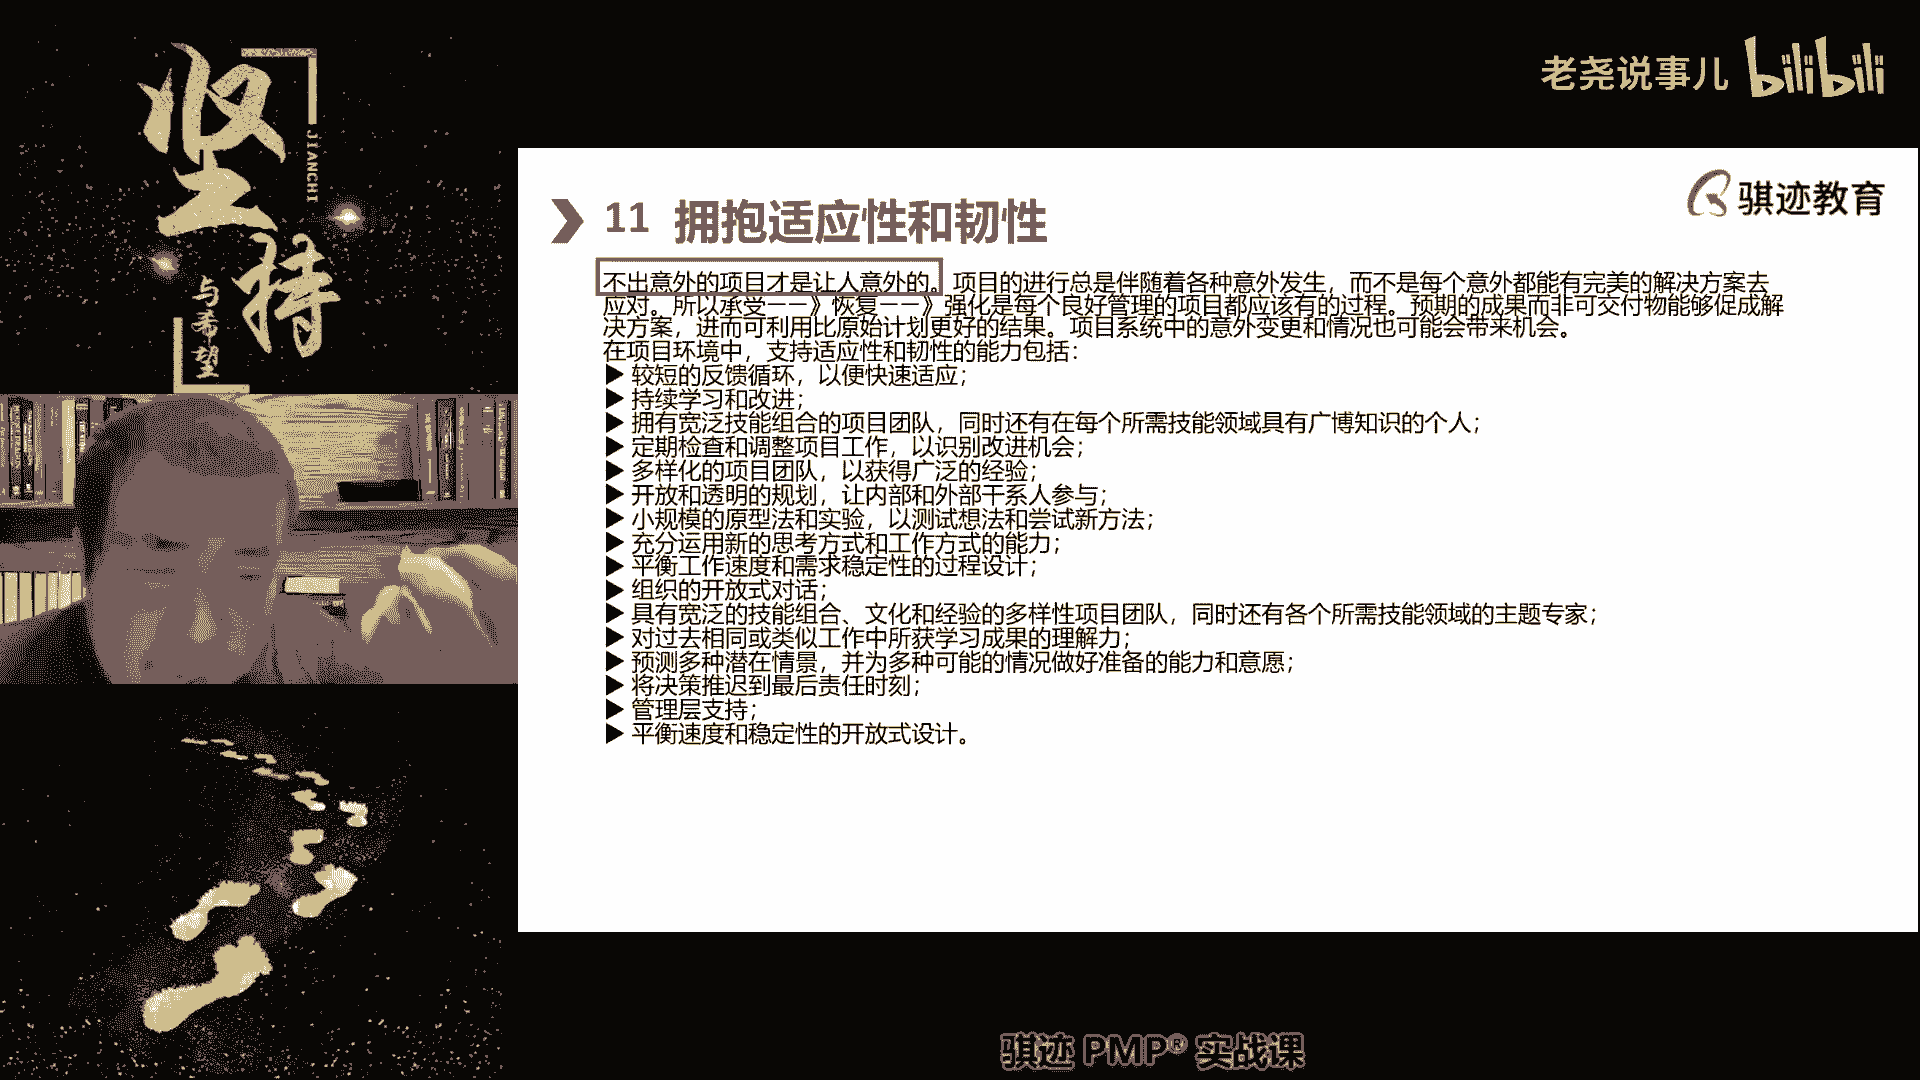 坚持
JIANCHI
与希望
老尧说事儿 bilibili
骐迹教育
11 拥抱适应性和韧性
不出意外的项目才是让人意外的。项目的进行总是伴随着各种意外发生，而不是每个意外都能有完美的解决方案去
应对。所以承受——》恢复——》强化是每个良好管理的项目都应该有的过程。预期的成果而非可交付物能够促成解
决方案，进而可利用比原始计划更好的结果。项目系统中的意外变更和情况也可能会带来机会。
在项目环境中，支持适应性和韧性的能力包括：
▶ 较短的反馈循环，以便快速适应；
▶ 持续学习和改进；
▶ 拥有宽泛技能组合的项目团队，同时还有在每个所需技能领域具有广博知识的个人；
▶ 定期检查和调整项目工作，以识别改进机会；
▶ 多样化的项目团队，以获得广泛的经验；
▶ 开放和透明的规划，让内部和外部干系人参与；
▶ 小规模的原型法和实验，以测试想法和尝试新方法；
▶ 充分运用新的思考方式和工作方式的能力；
▶ 平衡工作速度和需求稳定性的过程设计；
▶ 组织的开放式对话；
▶ 具有宽泛的技能组合、文化和经验的多样性项目团队，同时还有各个所需技能领域的主题专家；
▶ 对过去相同或类似工作中所获学习成果的理解力；
▶ 预测多种潜在情景，并为多种可能的情况做好准备的能力和意愿；
▶ 将决策推迟到最后责任时刻；
▶ 管理层支持；
▶ 平衡速度和稳定性的开放式设计。
骐迹 PMP® 实战课